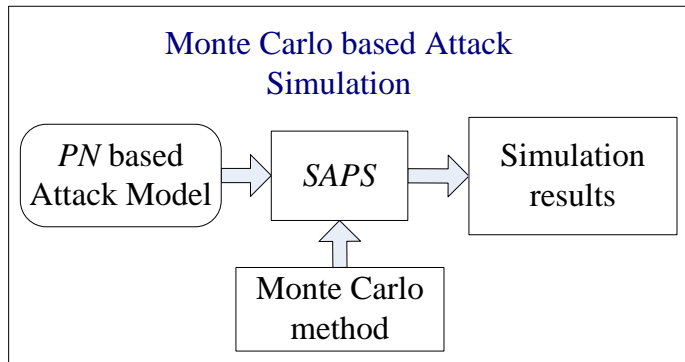 Monte Carlo based Attack
Simulation
PN based
Attack Model
SAPS
Simulation
results
Monte Carlo
method